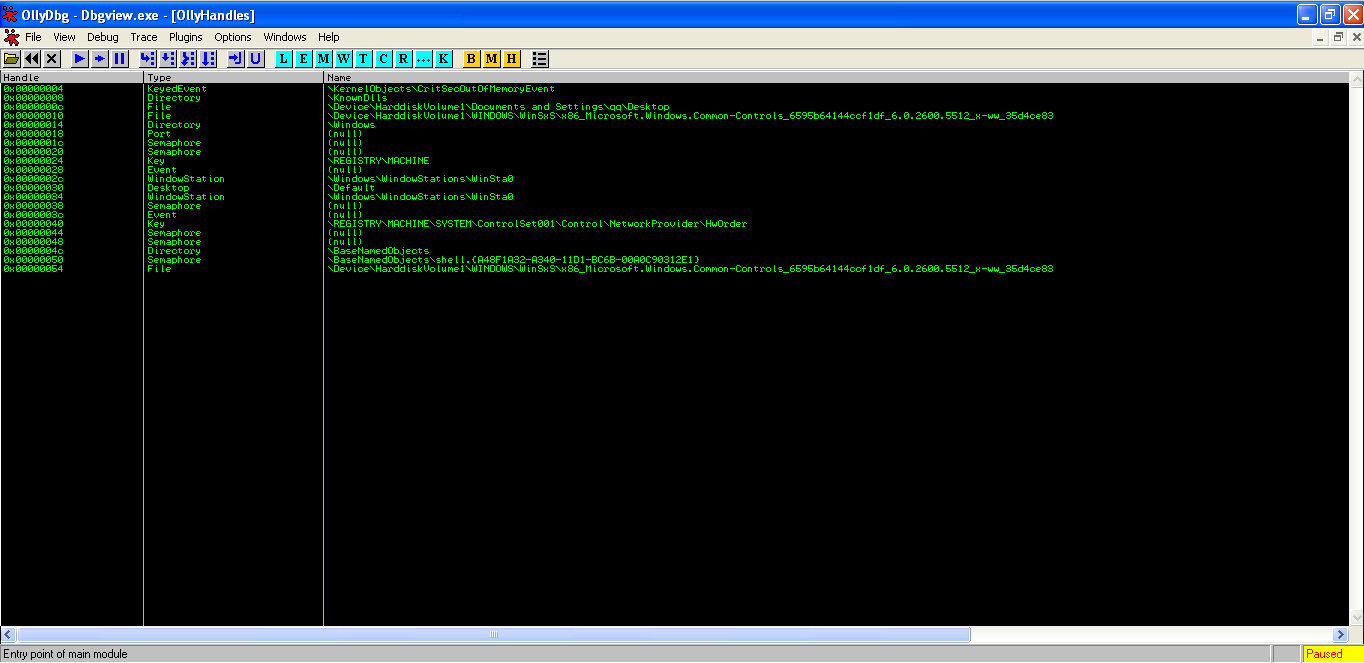 OllyDbg - Dbgview.exe - [OllyHandles]
File View Debug Trace Plugins Options Windows Help
L E M W T C R ... K B M H
Handle Type Name
0x00000004 KeyedEvent \KernelObjects\CritSecOutOfMemoryEvent
0x00000008 Directory \KnownDlls
0x0000000c File \Device\HarddiskVolume1\Documents and Settings\qq\Desktop
0x00000010 File \Device\HarddiskVolume1\WINDOWS\WinSxS\x86_Microsoft.Windows.Common-Controls_6595b64144ccf1df_6.0.2600.5512_x-ww_35d4ce83
0x00000014 Directory \Windows
0x00000018 Port (null)
0x0000001c Semaphore (null)
0x00000020 Semaphore (null)
0x00000024 Key \REGISTRY\MACHINE
0x00000028 Event (null)
0x0000002c WindowStation \Windows\WindowStations\WinSta0
0x00000030 Desktop \Default
0x00000034 WindowStation \Windows\WindowStations\WinSta0
0x00000038 Semaphore (null)
0x0000003c Event (null)
0x00000040 Key \REGISTRY\MACHINE\SYSTEM\ControlSet001\Control\NetworkProvider\HwOrder
0x00000044 Semaphore (null)
0x00000048 Semaphore (null)
0x0000004c Directory \BaseNamedObjects
0x00000050 Semaphore \BaseNamedObjects\shell.{A48F1A32-A340-11D1-BC6B-00A0C90312E1}
0x00000054 File \Device\HarddiskVolume1\WINDOWS\WinSxS\x86_Microsoft.Windows.Common-Controls_6595b64144ccf1df_6.0.2600.5512_x-ww_35d4ce83
Entry point of main module Paused